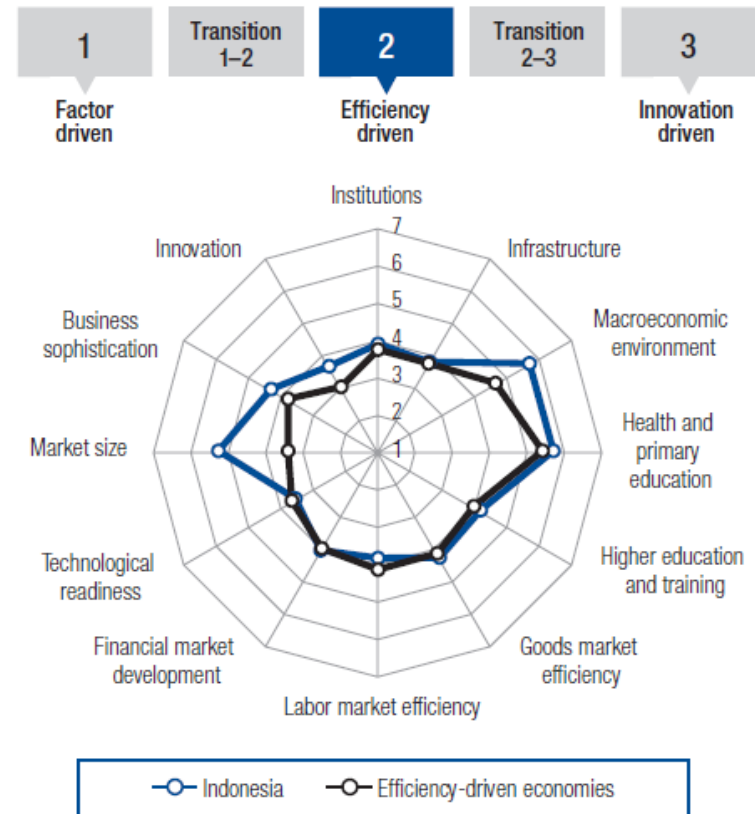 1
Transition
1–2
2
Transition
2–3
3
Factor
driven
Efficiency
driven
Innovation
driven
Institutions
7
Innovation
Infrastructure
6
5
Business
sophistication
Macroeconomic
environment
4
3
2
Market size
1
Health and
primary
education
Technological
readiness
Higher education
and training
Financial market
development
Goods market
efficiency
Labor market efficiency
Indonesia
Efficiency-driven economies